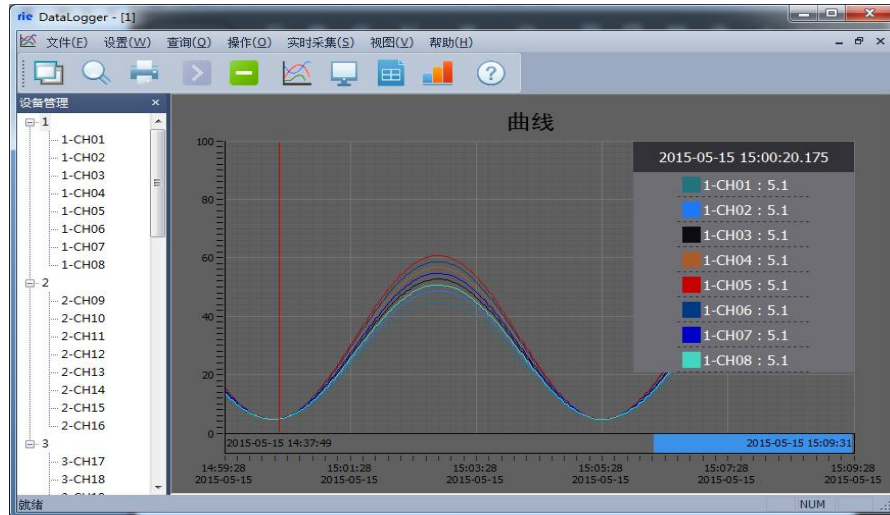 rie DataLogger - [1]
文件(F) 设置(W) 查询(Q) 操作(O) 实时采集(S) 视图(V) 帮助(H)
设备管理
1
1-CH01
1-CH02
1-CH03
1-CH04
1-CH05
1-CH06
1-CH07
1-CH08
2
2-CH09
2-CH10
2-CH11
2-CH12
2-CH13
2-CH14
2-CH15
2-CH16
3
3-CH17
3-CH18
曲线
100
80
60
40
20
0
2015-05-15 15:00:20.175
1-CH01 : 5.1
1-CH02 : 5.1
1-CH03 : 5.1
1-CH04 : 5.1
1-CH05 : 5.1
1-CH06 : 5.1
1-CH07 : 5.1
1-CH08 : 5.1
2015-05-15 14:37:49 2015-05-15 15:09:31
14:59:28 15:01:28 15:03:28 15:05:28 15:07:28 15:09:28
2015-05-15 2015-05-15 2015-05-15 2015-05-15 2015-05-15 2015-05-15
就绪 NUM